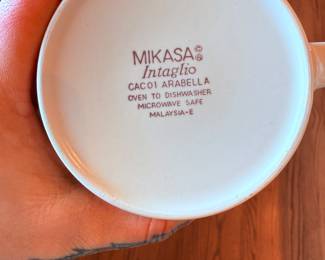 MIKASA©®
Intaglio
CAC01 ARABELLA
OVEN TO DISHWASHER
MICROWAVE SAFE
MALAYSIA-E